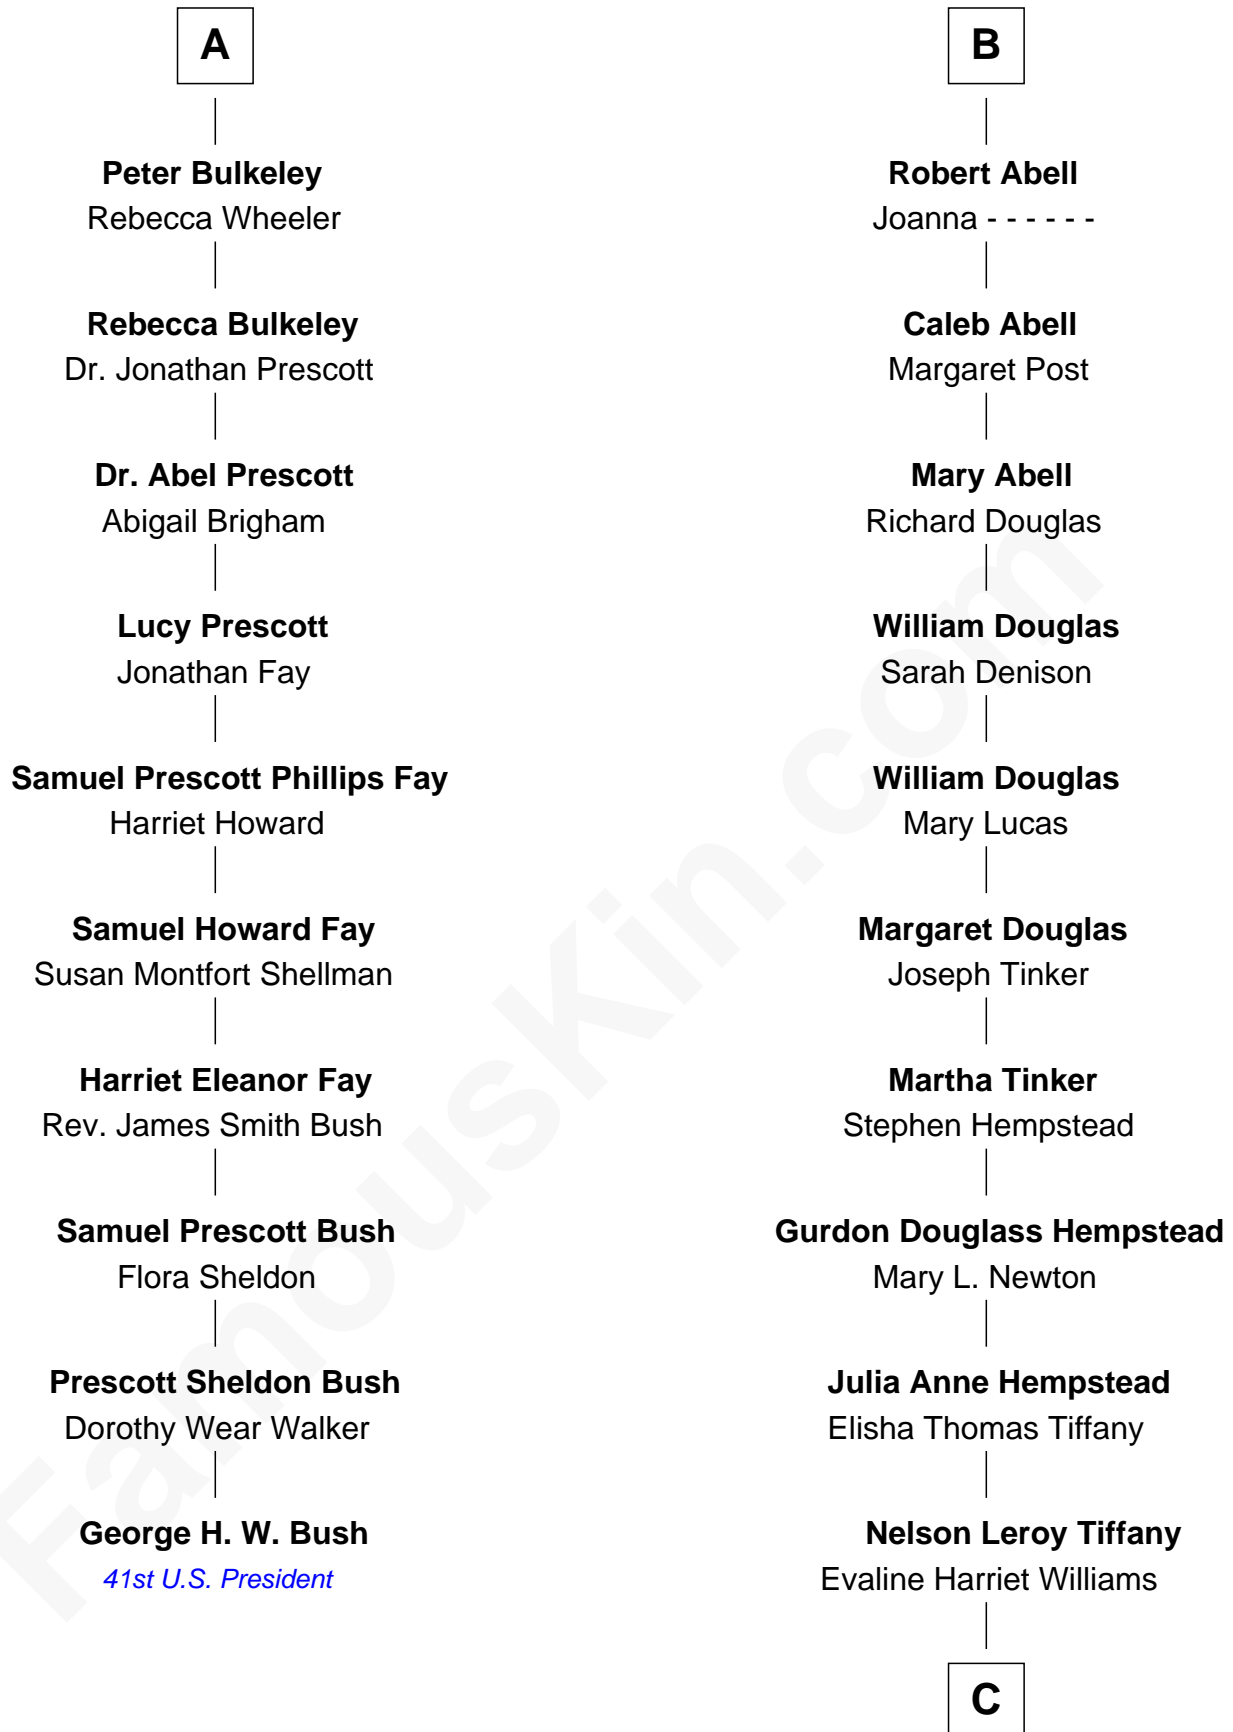 A
Peter Bulkeley
Rebecca Wheeler
Rebecca Bulkeley
Dr. Jonathan Prescott
Dr. Abel Prescott
Abigail Brigham
Lucy Prescott
Jonathan Fay
Samuel Prescott Phillips Fay
Harriet Howard
Samuel Howard Fay
Susan Montfort Shellman
Harriet Eleanor Fay
Rev. James Smith Bush
Samuel Prescott Bush
Flora Sheldon
Prescott Sheldon Bush
Dorothy Wear Walker
George H. W. Bush
41st U.S. President
B
Robert Abell
Joanna - - - - - -
Caleb Abell
Margaret Post
Mary Abell
Richard Douglas
William Douglas
Sarah Denison
William Douglas
Mary Lucas
Margaret Douglas
Joseph Tinker
Martha Tinker
Stephen Hempstead
Gurdon Douglass Hempstead
Mary L. Newton
Julia Anne Hempstead
Elisha Thomas Tiffany
Nelson Leroy Tiffany
Evaline Harriet Williams
C
FamousKin.com